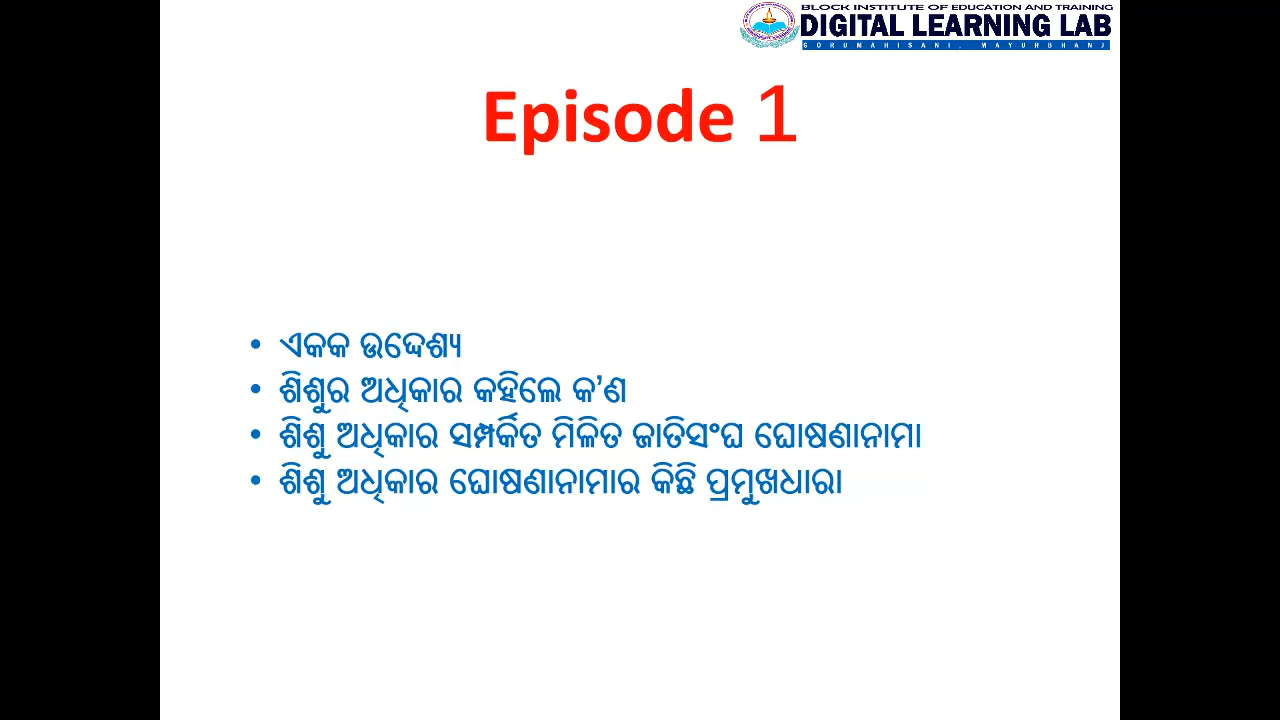 BLOCK INSTITUTE OF EDUCATION AND TRAINING
DIGITAL LEARNING LAB
GORUMAHISANI, MAYURBHANJ
Episode 1
• ଏକକ ଉଦ୍ଦେଶ୍ୟ
• ଶିଶୁର ଅଧିକାର କହିଲେ କ’ଣ
• ଶିଶୁ ଅଧିକାର ସମ୍ପର୍କିତ ମିଳିତ ଜାତିସଂଘ ଘୋଷଣାନାମା
• ଶିଶୁ ଅଧିକାର ଘୋଷଣାନାମାର କିଛି ପ୍ରମୁଖଧାରା